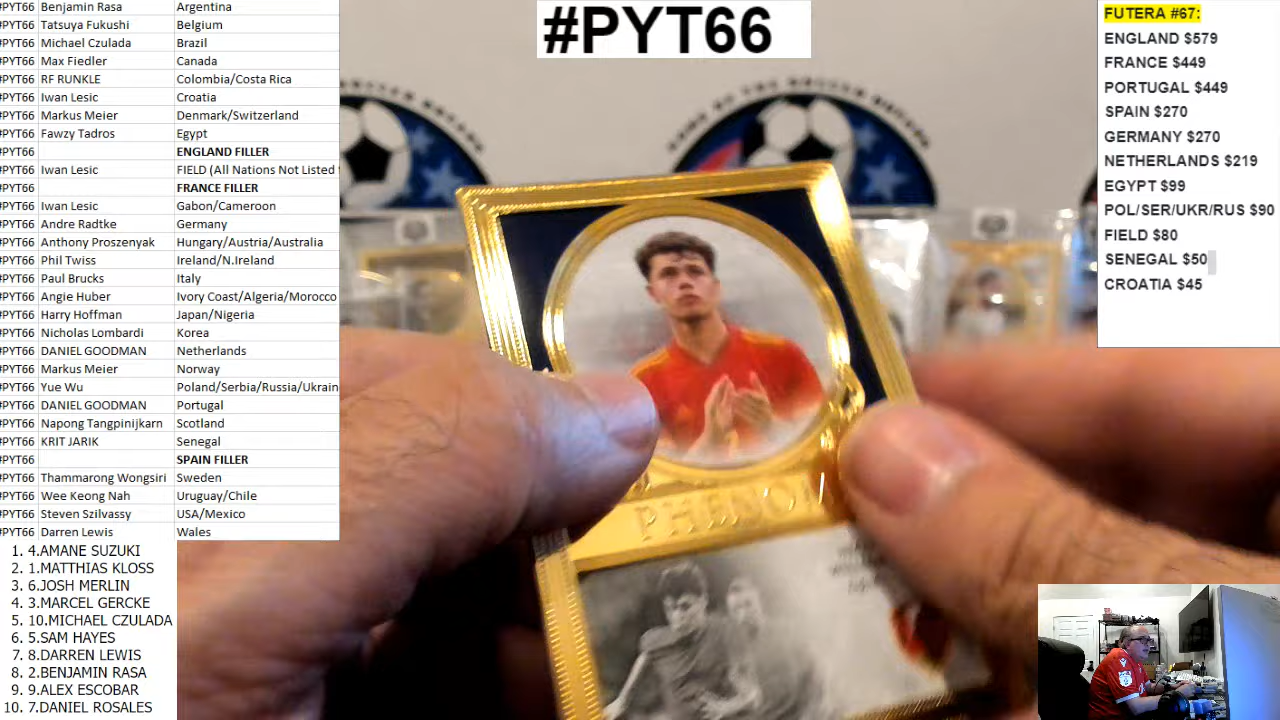 #PYT66 Benjamin Rasa Argentina
#PYT66 Tatsuya Fukushi Belgium
#PYT66 Michael Czulada Brazil
#PYT66 Max Fiedler Canada
#PYT66 RF RUNKLE Colombia/Costa Rica
#PYT66 Iwan Lesic Croatia
#PYT66 Markus Meier Denmark/Switzerland
#PYT66 Fawzy Tadros Egypt
#PYT66 ENGLAND FILLER
#PYT66 Iwan Lesic FIELD (All Nations Not Listed
#PYT66 FRANCE FILLER
#PYT66 Iwan Lesic Gabon/Cameroon
#PYT66 Andre Radtke Germany
#PYT66 Anthony Proszenyak Hungary/Austria/Australia
#PYT66 Phil Twiss Ireland/N.Ireland
#PYT66 Paul Brucks Italy
#PYT66 Angie Huber Ivory Coast/Algeria/Morocco
#PYT66 Harry Hoffman Japan/Nigeria
#PYT66 Nicholas Lombardi Korea
#PYT66 DANIEL GOODMAN Netherlands
#PYT66 Markus Meier Norway
#PYT66 Yue Wu Poland/Serbia/Russia/Ukrain
#PYT66 DANIEL GOODMAN Portugal
#PYT66 Napong Tangpinijkarn Scotland
#PYT66 KRIT JARIK Senegal
#PYT66 SPAIN FILLER
#PYT66 Thammarong Wongsiri Sweden
#PYT66 Wee Keong Nah Uruguay/Chile
#PYT66 Steven Szilvassy USA/Mexico
#PYT66 Darren Lewis Wales
1. 4.AMANE SUZUKI
2. 1.MATTHIAS KLOSS
3. 6.JOSH MERLIN
4. 3.MARCEL GERCKE
5. 10.MICHAEL CZULADA
6. 5.SAM HAYES
7. 8.DARREN LEWIS
8. 2.BENJAMIN RASA
9. 9.ALEX ESCOBAR
10. 7.DANIEL ROSALES
#PYT66
PHENOM
FUTERA #67:
ENGLAND $579
FRANCE $449
PORTUGAL $449
SPAIN $270
GERMANY $270
NETHERLANDS $219
EGYPT $99
POL/SER/UKR/RUS $90
FIELD $80
SENEGAL $50
CROATIA $45